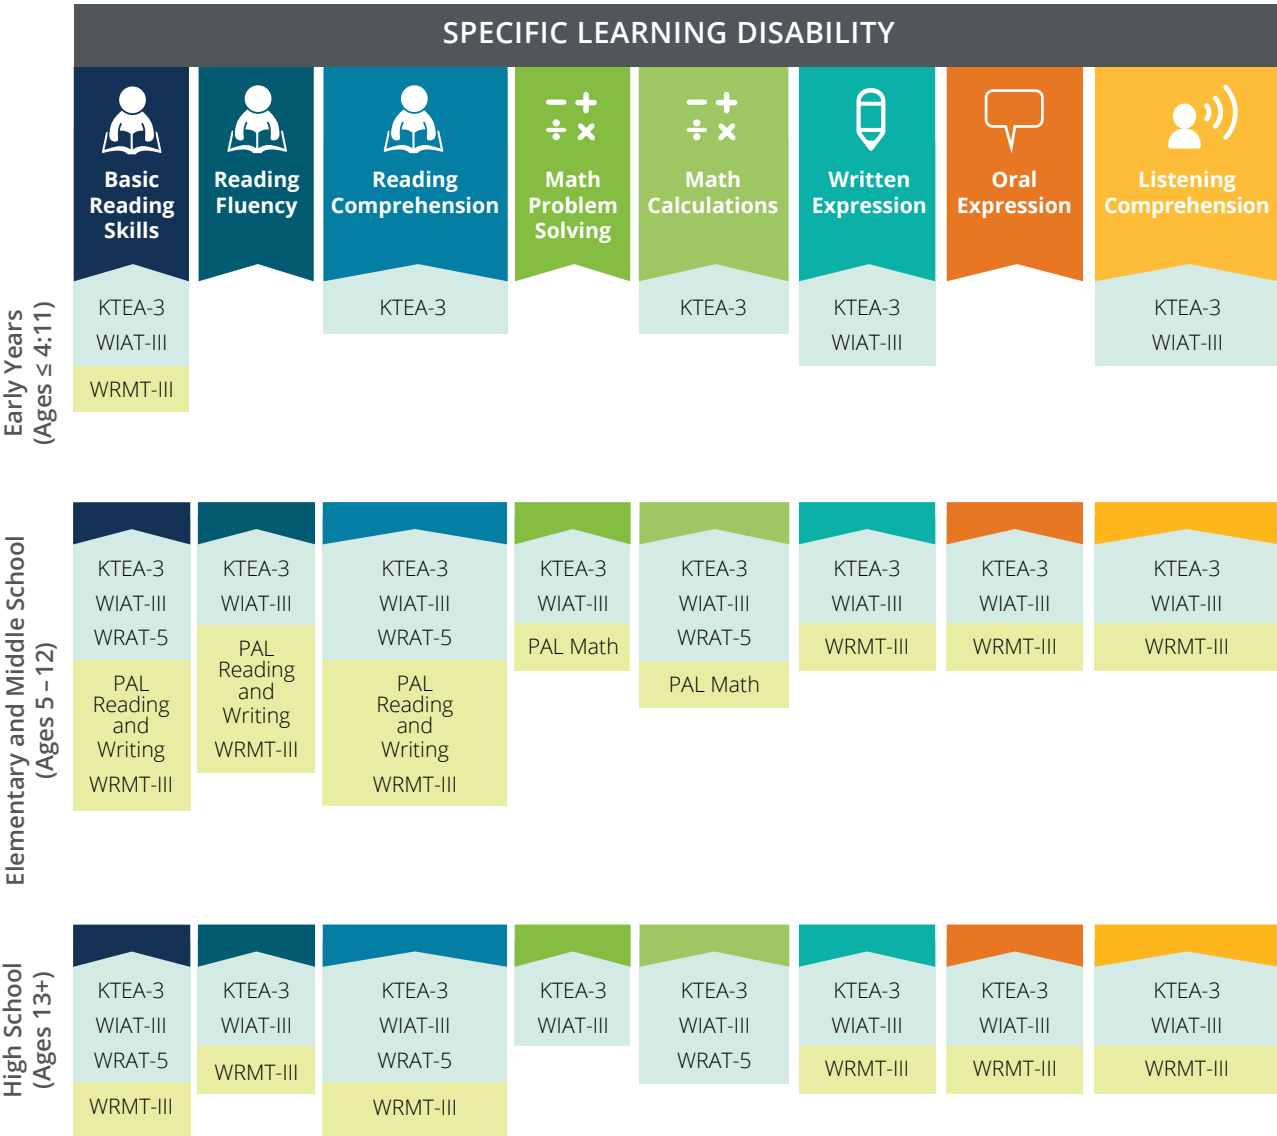 SPECIFIC LEARNING DISABILITY
Basic
Reading
Skills
Reading
Fluency
Reading
Comprehension
Math
Problem
Solving
Math
Calculations
Written
Expression
Oral
Expression
Listening
Comprehension
Early Years
(Ages ≤ 4:11)
KTEA-3
WIAT-III
WRMT-III
KTEA-3
KTEA-3
KTEA-3
WIAT-III
KTEA-3
WIAT-III
Elementary and Middle School
(Ages 5 – 12)
KTEA-3
WIAT-III
WRAT-5
PAL
Reading
and
Writing
WRMT-III
KTEA-3
WIAT-III
PAL
Reading
and
Writing
WRMT-III
KTEA-3
WIAT-III
WRAT-5
PAL
Reading
and
Writing
WRMT-III
KTEA-3
WIAT-III
PAL Math
KTEA-3
WIAT-III
WRAT-5
PAL Math
KTEA-3
WIAT-III
WRMT-III
KTEA-3
WIAT-III
WRMT-III
KTEA-3
WIAT-III
WRMT-III
High School
(Ages 13+)
KTEA-3
WIAT-III
WRAT-5
WRMT-III
KTEA-3
WIAT-III
WRMT-III
KTEA-3
WIAT-III
WRAT-5
WRMT-III
KTEA-3
WIAT-III
KTEA-3
WIAT-III
WRAT-5
KTEA-3
WIAT-III
WRMT-III
KTEA-3
WIAT-III
WRMT-III
KTEA-3
WIAT-III
WRMT-III